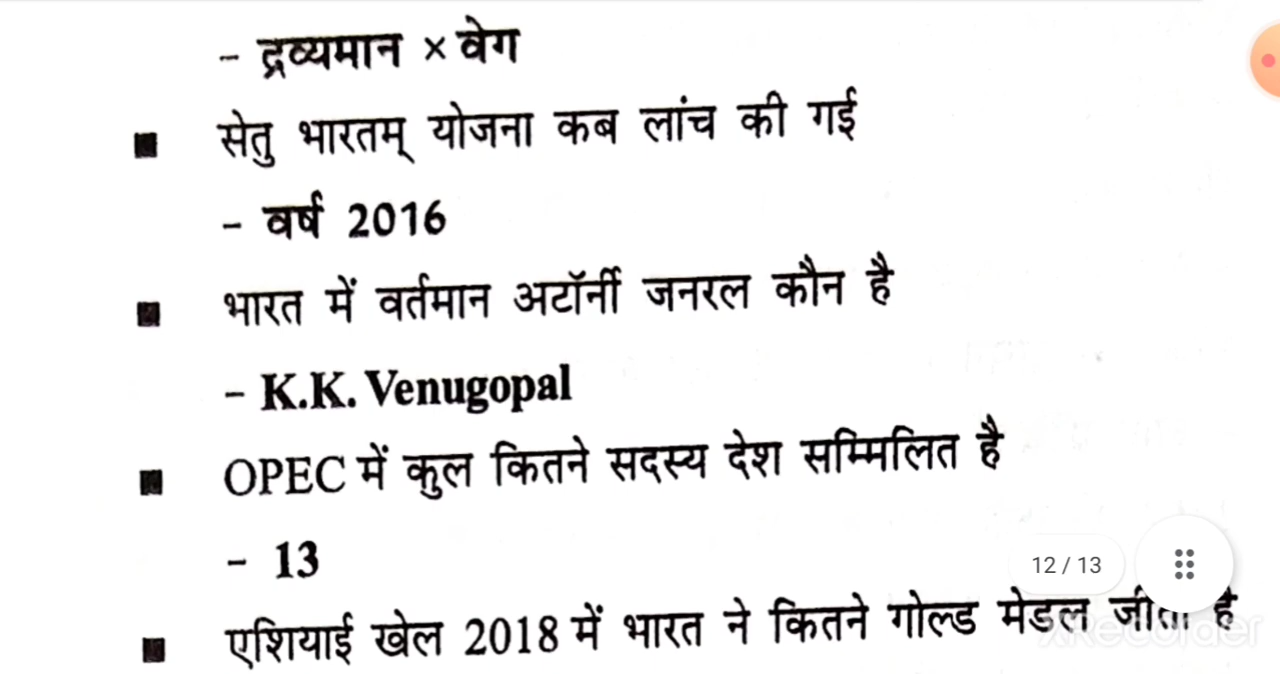 - द्रव्यमान × वेग
■ सेतु भारतम् योजना कब लांच की गई
- वर्ष 2016
■ भारत में वर्तमान अटॉर्नी जनरल कौन है
- K.K. Venugopal
■ OPEC में कुल कितने सदस्य देश सम्मिलित है
- 13
12 / 13
■ एशियाई खेल 2018 में भारत ने कितने गोल्ड मेडल जीता है
XRecorder